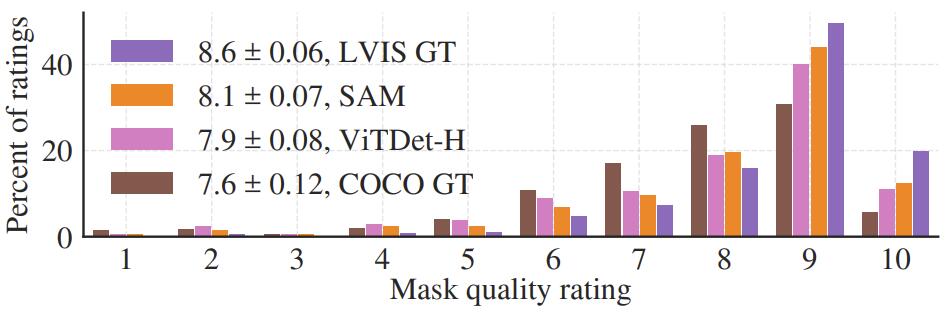 Percent of ratings
40
20
0
8.6 ± 0.06, LVIS GT
8.1 ± 0.07, SAM
7.9 ± 0.08, ViTDet-H
7.6 ± 0.12, COCO GT
1 2 3 4 5 6 7 8 9 10
Mask quality rating